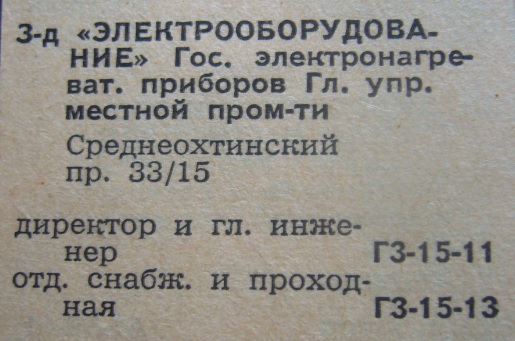 З-д «ЭЛЕКТРООБОРУДОВА-
НИЕ» Гос. электронагре-
ват. приборов Гл. упр.
местной пром-ти
Среднеохтинский
пр. 33/15
директор и гл. инже-
нер Г3-15-11
отд. снабж. и проход-
ная Г3-15-13